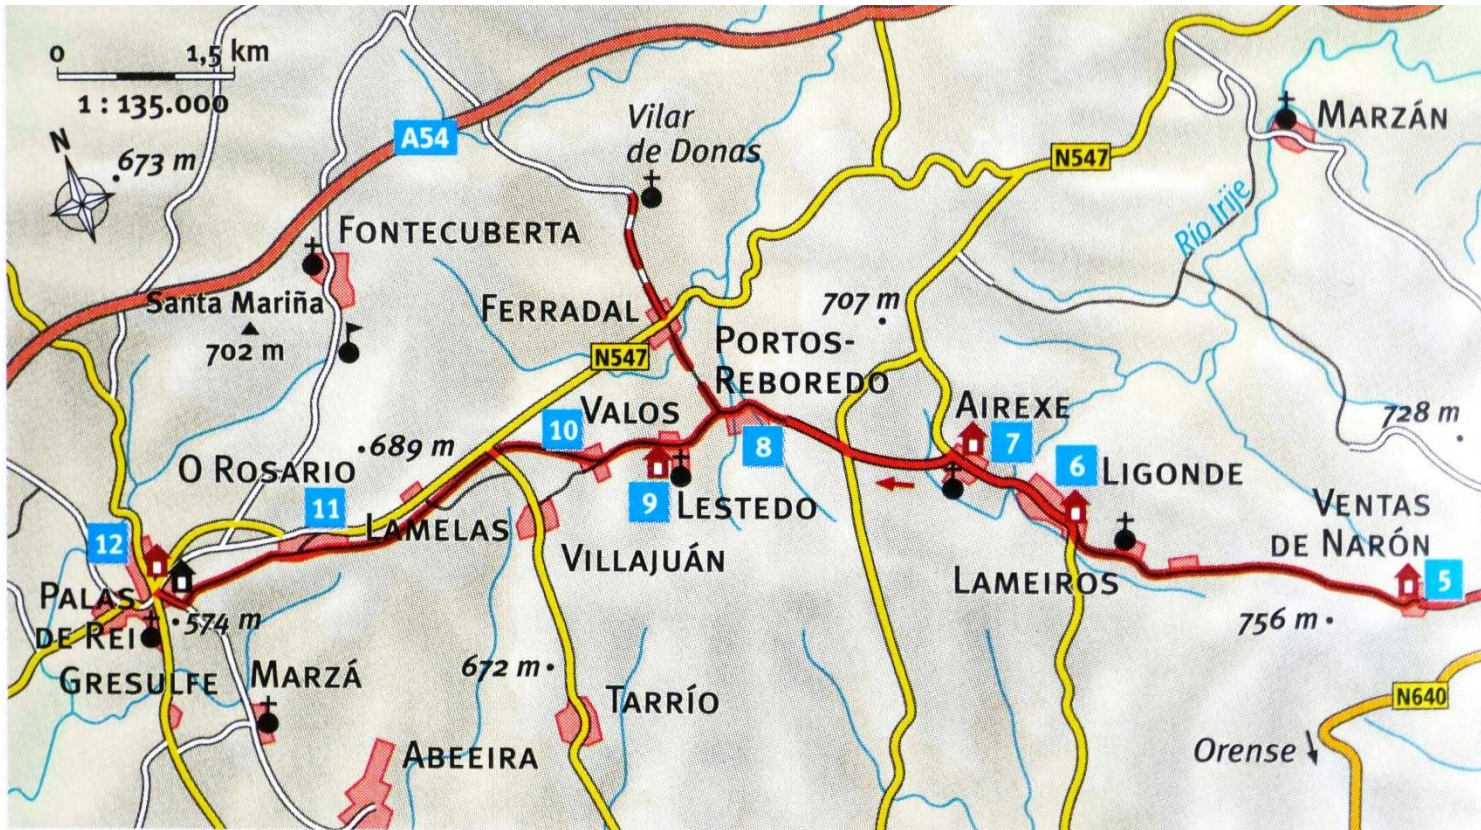 0 1,5 km
1 : 135.000
N
673 m
A54
Vilar
de Donas
N547
MARZÁN
Río Irije
FONTECUBERTA
Santa Mariña
702 m
FERRADAL
N547
707 m
PORTOS-
REBOREDO
VALOS
10
8
AIREXE
7
6
LIGONDE
728 m
689 m
O ROSARIO
11
9
LESTEDO
LAMELAS
VILLAJUÁN
VENTAS
DE NARÓN
5
LAMEIROS
756 m
12
PALAS
DE REI
574 m
GRESULFE
MARZÁ
672 m
TARRÍO
ABEEIRA
N640
Orense